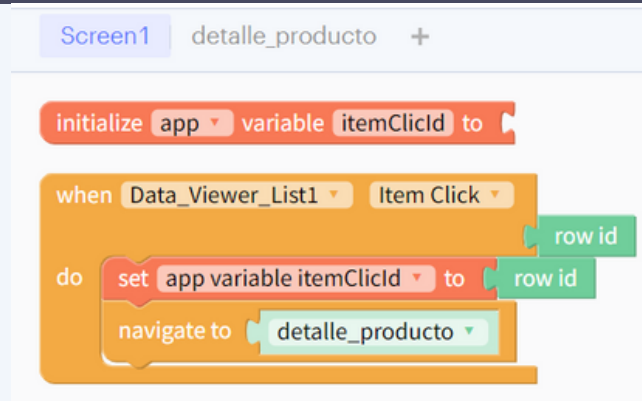 Screen1 detalle_producto +
initialize app variable itemClicId to
when Data_Viewer_List1 Item Click
row id
do set app variable itemClicId to row id
navigate to detalle_producto